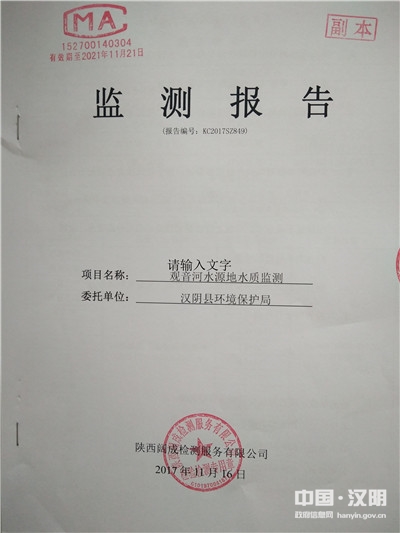 CMA
152700140304
有效期至2021年11月21日
副本
监测报告
(报告编号：KC2017SZ849)
请输入文字
项目名称：观音河水源地水质监测
委托单位：汉阴县环境保护局
陕西阔成检测服务有限公司
2017年11月16日
中国·汉阴
政府信息网 hanyin.gov.cn